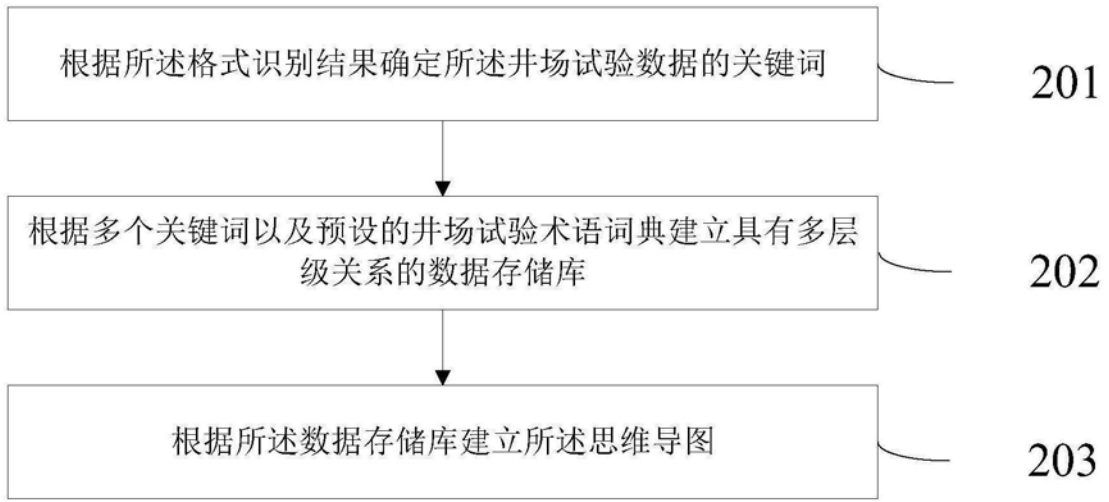 根据所述格式识别结果确定所述井场试验数据的关键词
201
根据多个关键词以及预设的井场试验术语词典建立具有多层
级关系的数据存储库
202
根据所述数据存储库建立所述思维导图
203